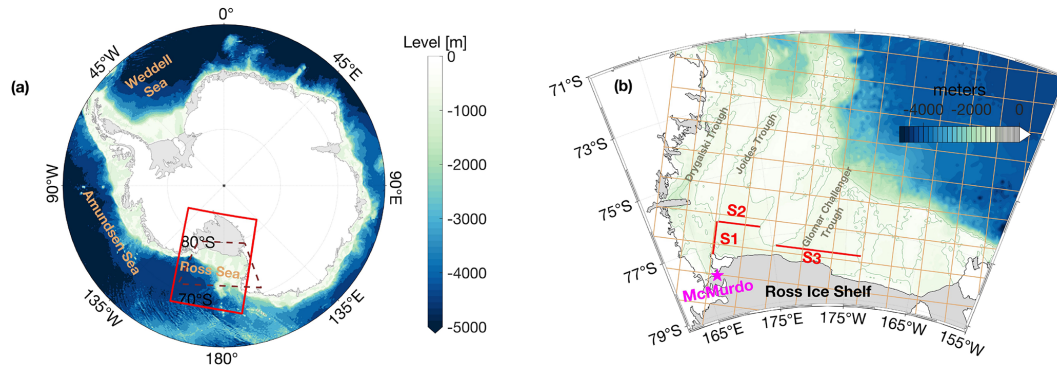 (a)
0°
45°W
45°E
90°W
90°E
135°W
135°E
180°
Weddell
Sea
Amundsen Sea
80°S
Ross Sea
70°S
Level [m]
0
-1000
-2000
-3000
-4000
-5000
(b)
71°S
73°S
75°S
77°S
79°S
165°E
175°E
175°W
165°W
155°W
meters
-4000 -2000 0
Drygalski Trough
Joides Trough
Glomar Challenger
Trough
S2
S1
S3
McMurdo
Ross Ice Shelf